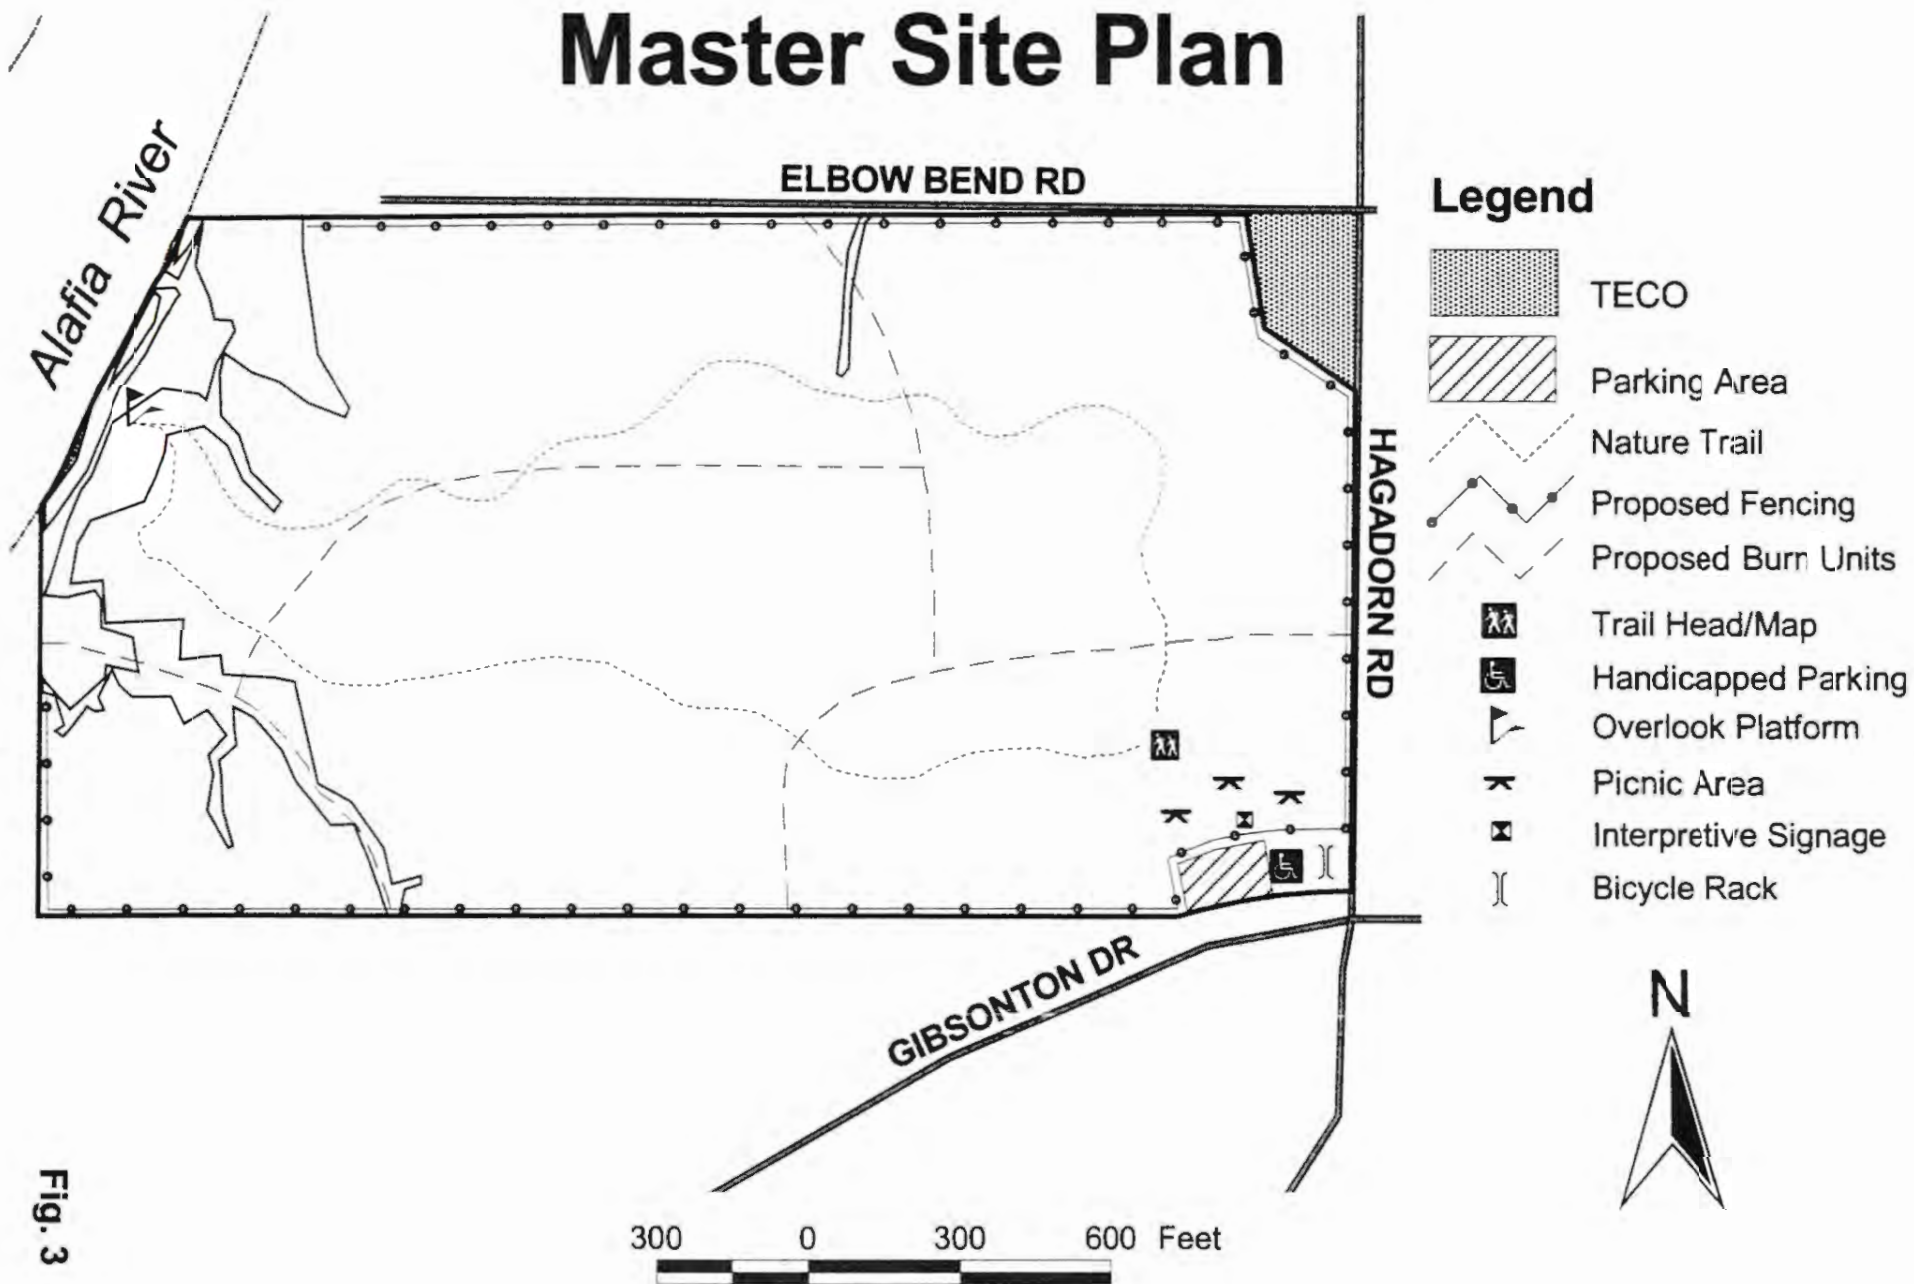 Master Site Plan
Alafia River
ELBOW BEND RD
HAGADORN RD
GIBSONTON DR
Legend
TECO
Parking Area
Nature Trail
Proposed Fencing
Proposed Burn Units
Trail Head/Map
Handicapped Parking
Overlook Platform
Picnic Area
Interpretive Signage
Bicycle Rack
N
Fig. 3
300 0 300 600 Feet